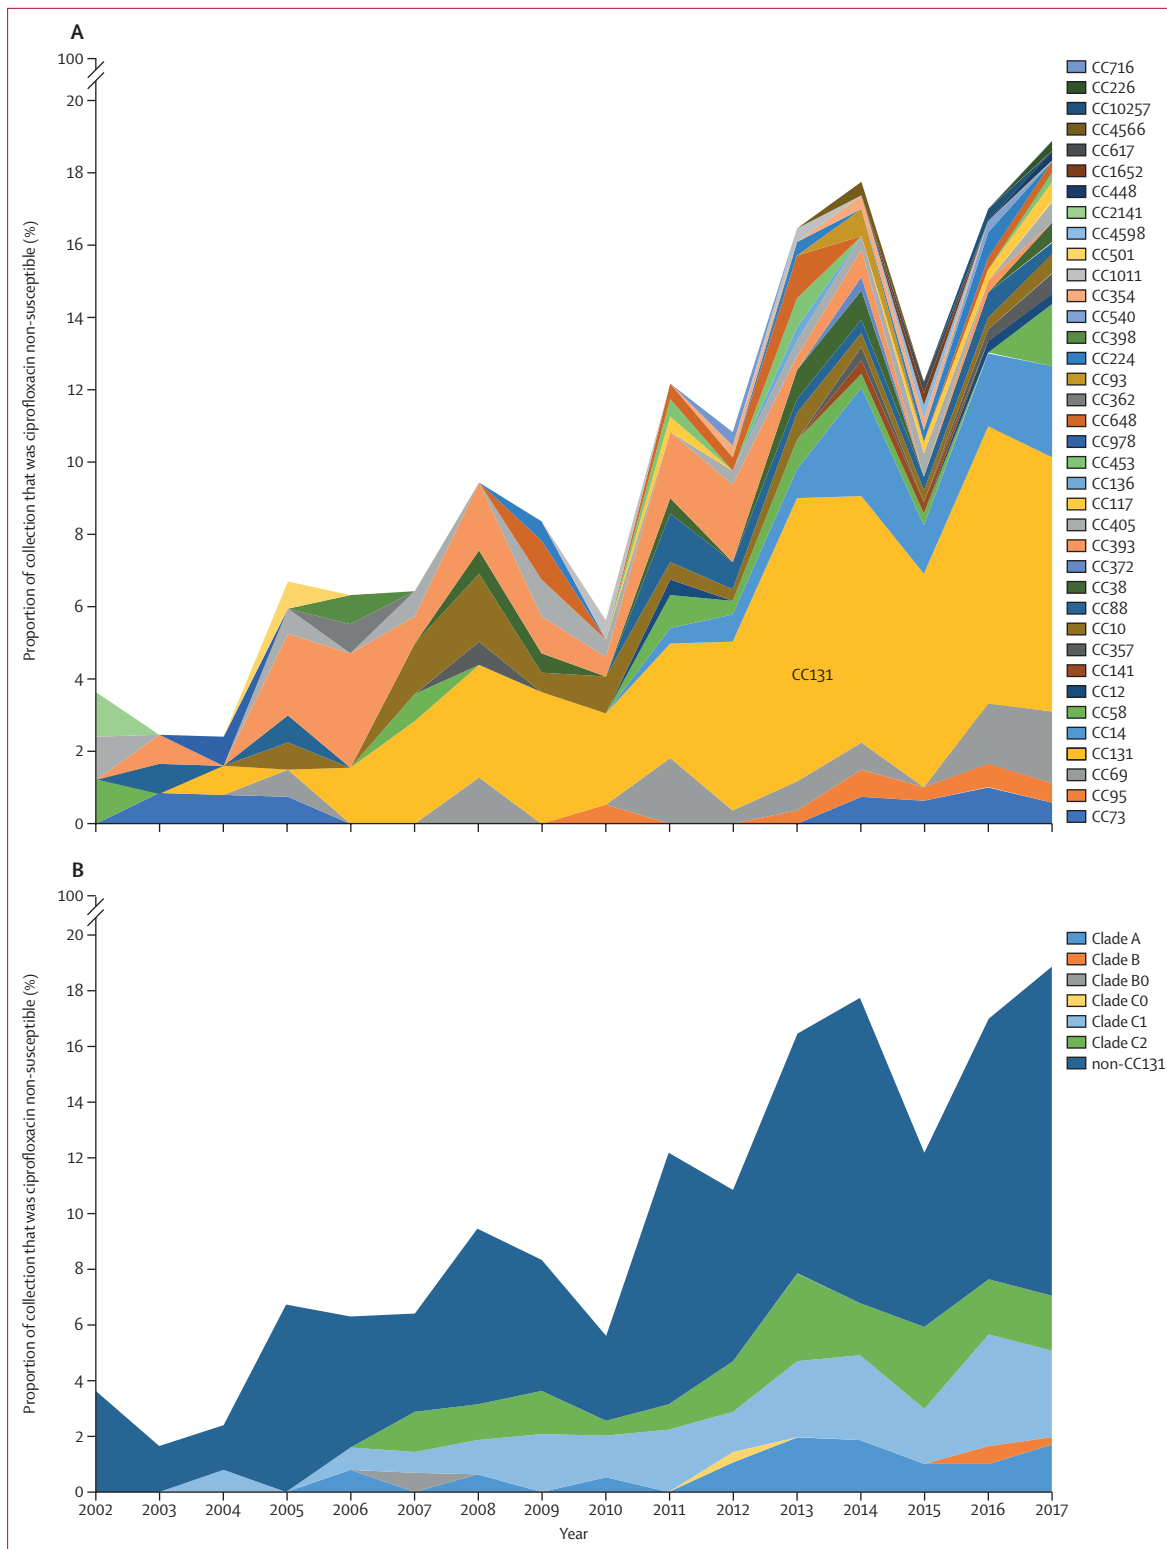 A
100
20
18
16
14
12
10
8
6
4
2
0
Proportion of collection that was ciprofloxacin non-susceptible (%)
CC131
CC716
CC226
CC10257
CC4566
CC617
CC1652
CC448
CC2141
CC4598
CC501
CC1011
CC354
CC540
CC398
CC224
CC93
CC362
CC648
CC978
CC453
CC136
CC117
CC405
CC393
CC372
CC38
CC88
CC10
CC357
CC141
CC12
CC58
CC14
CC131
CC69
CC95
CC73
B
100
20
18
16
14
12
10
8
6
4
2
0
Proportion of collection that was ciprofloxacin non-susceptible (%)
Clade A
Clade B
Clade B0
Clade C0
Clade C1
Clade C2
non-CC131
2002 2003 2004 2005 2006 2007 2008 2009 2010 2011 2012 2013 2014 2015 2016 2017
Year